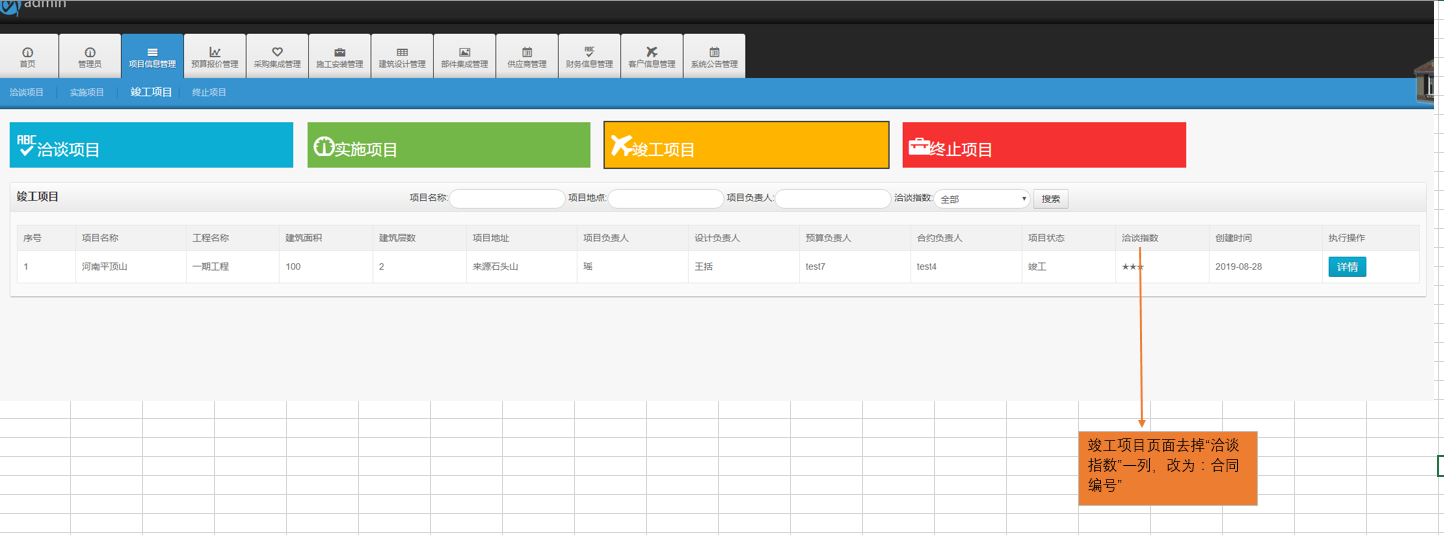 admin
首页 管理员 项目信息管理 预算报价管理 采购集成管理 施工安装管理 建筑设计管理 部件集成管理 供应商管理 财务信息管理 客户信息管理 系统公告管理
洽谈项目 实施项目 竣工项目 终止项目
洽谈项目 实施项目 竣工项目 终止项目
竣工项目 项目名称: 项目地点: 项目负责人: 洽谈指数: 全部 搜索
序号 项目名称 工程名称 建筑面积 建筑层数 项目地址 项目负责人 设计负责人 预算负责人 合约负责人 项目状态 洽谈指数 创建时间 执行操作
1 河南平顶山 一期工程 100 2 来源石头山 瑶 王括 test7 test4 竣工 ★★★ 2019-08-28 详情
竣工项目页面去掉“洽谈
指数”一列，改为：合同
编号”